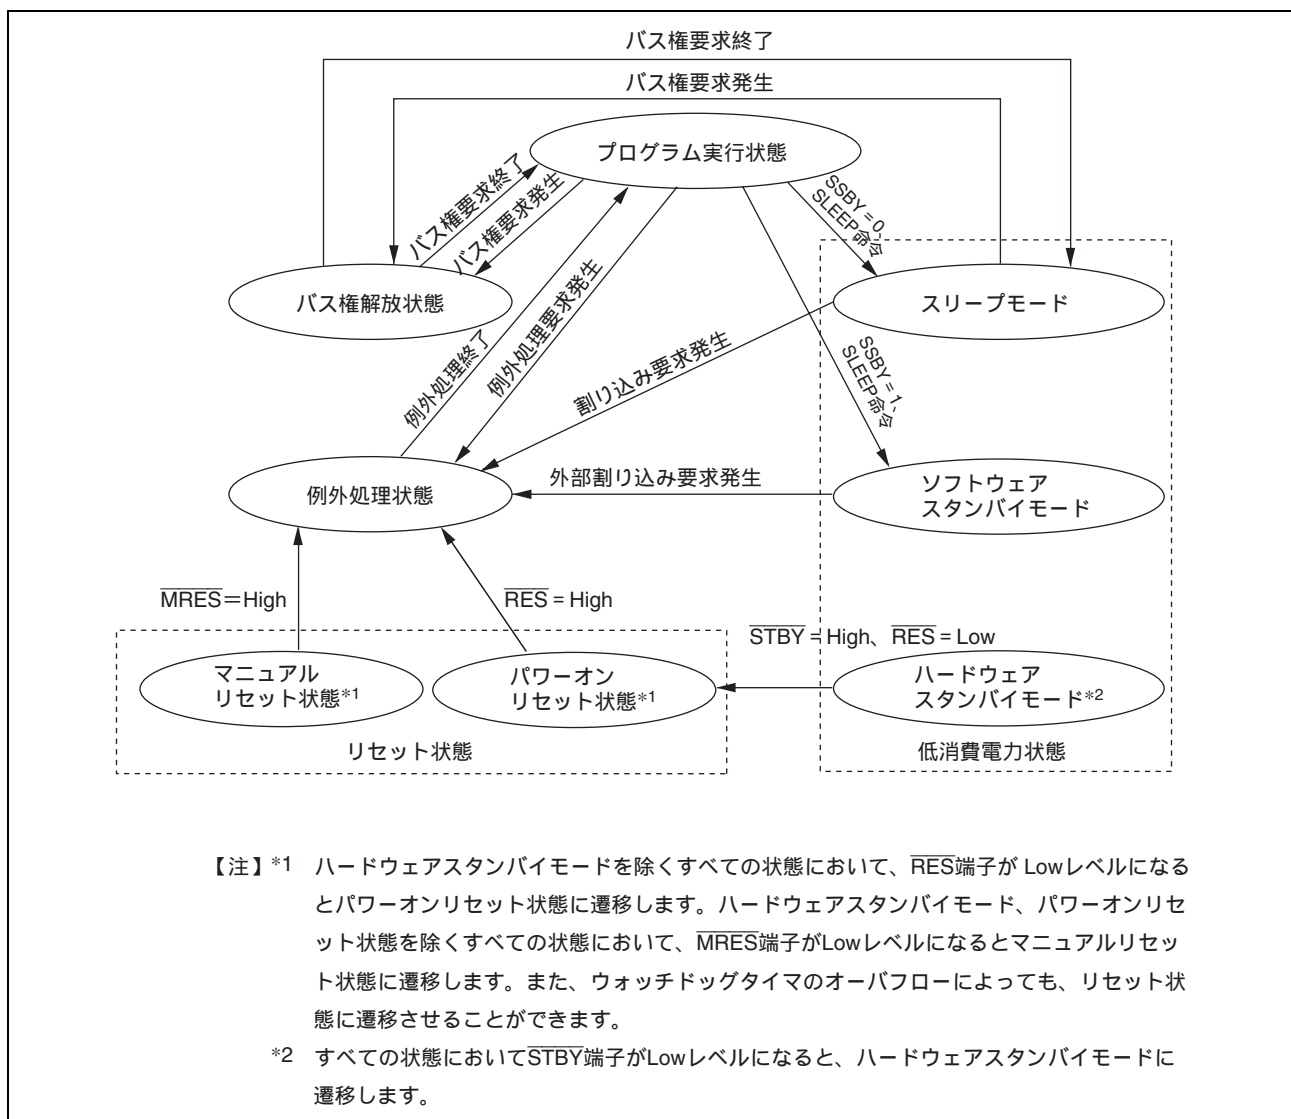 バス権要求終了
バス権要求発生
プログラム実行状態
バス権要求終了
バス権要求発生
SSBY = 0、
SLEEP命令
バス権解放状態
スリープモード
例外処理終了
例外処理要求発生
割り込み要求発生
SSBY = 1、
SLEEP命令
例外処理状態
外部割り込み要求発生
ソフトウェア
スタンバイモード
M̅R̅E̅S̅＝High
R̅E̅S̅ = High
S̅T̅B̅Y̅ = High、R̅E̅S̅ = Low
マニュアル
リセット状態*1
パワーオン
リセット状態*1
ハードウェア
スタンバイモード*2
リセット状態
低消費電力状態
【注】*1 ハードウェアスタンバイモードを除くすべての状態において、R̅E̅S̅端子が Lowレベルになる
とパワーオンリセット状態に遷移します。ハードウェアスタンバイモード、パワーオンリセ
ット状態を除くすべての状態において、M̅R̅E̅S̅端子がLowレベルになるとマニュアルリセッ
ト状態に遷移します。また、ウォッチドッグタイマのオーバフローによっても、リセット状
態に遷移させることができます。
*2 すべての状態においてS̅T̅B̅Y̅端子がLowレベルになると、ハードウェアスタンバイモードに
遷移します。